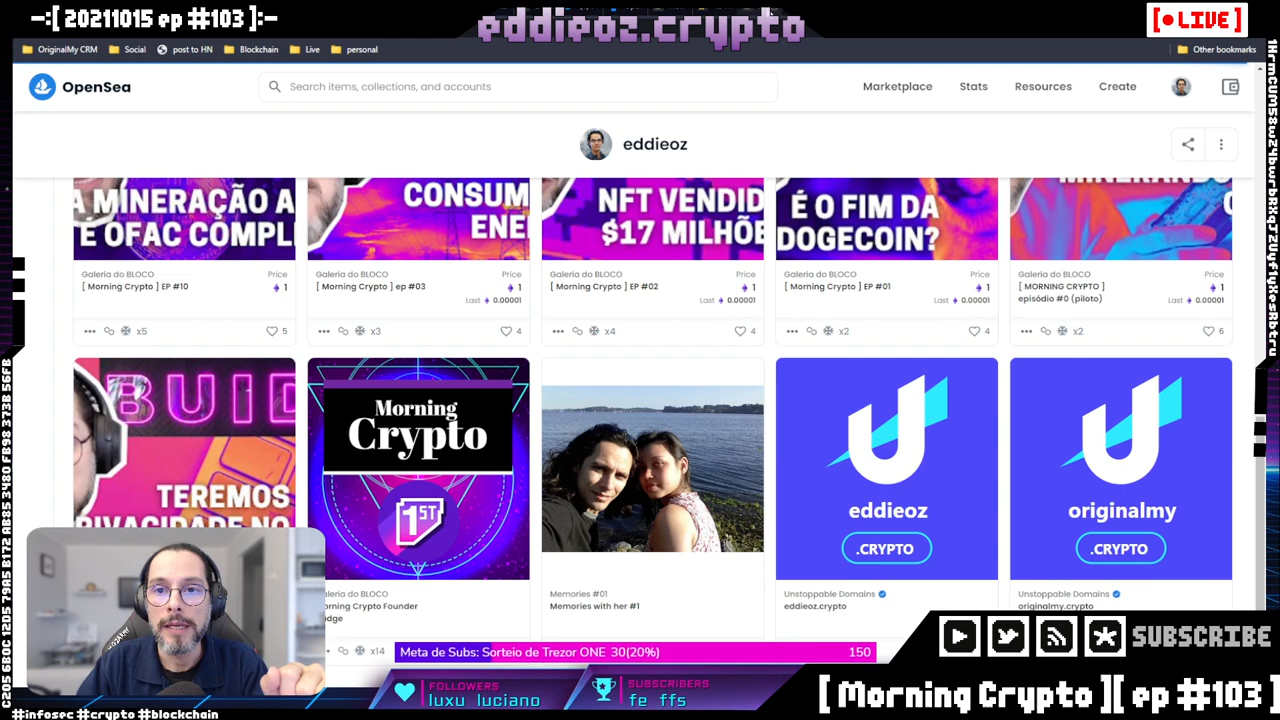 -:[ 20211015 ep #103 ]:-
eddieoz.crypto
[ • LIVE ]
OriginalMy CRM
Social
post to HN
Blockchain
Live
personal
Other bookmarks
OpenSea
Search items, collections, and accounts
Marketplace
Stats
Resources
Create
eddieoz
A MINERAÇÃO A
É OFAC COMPL
CONSUM
ENE
NFT VENDID
$17 MILHÕE
É O FIM DA
DOGECOIN?
MINERANDO
Galeria do BLOCO
Price
[ Morning Crypto ] EP #10
1
x5
5
Galeria do BLOCO
Price
[ Morning Crypto ] ep #03
1
Last 0.00001
x3
4
Galeria do BLOCO
Price
[ Morning Crypto ] EP #02
1
Last 0.00001
x4
4
Galeria do BLOCO
Price
[ Morning Crypto ] EP #01
1
Last 0.00001
x2
4
Galeria do BLOCO
Price
[ MORNING CRYPTO ]
1
episódio #0 (piloto)
Last 0.00001
x2
6
BUID
TEREMOS
Morning
Crypto
1ST
eddieoz
.CRYPTO
originalmy
.CRYPTO
eria do BLOCO
orning Crypto Founder
adge
x14
Memories #01
Memories with her #1
Unstoppable Domains
eddieoz.crypto
Unstoppable Domains
originalmy.crypto
Meta de Subs: Sorteio de Trezor ONE 30(20%)
150
FOLLOWERS
luxu luciano
SUBSCRIBERS
fe ffs
SUBSCRIBE
[ Morning Crypto ][ ep #103 ]
#infosec #crypto #blockchain